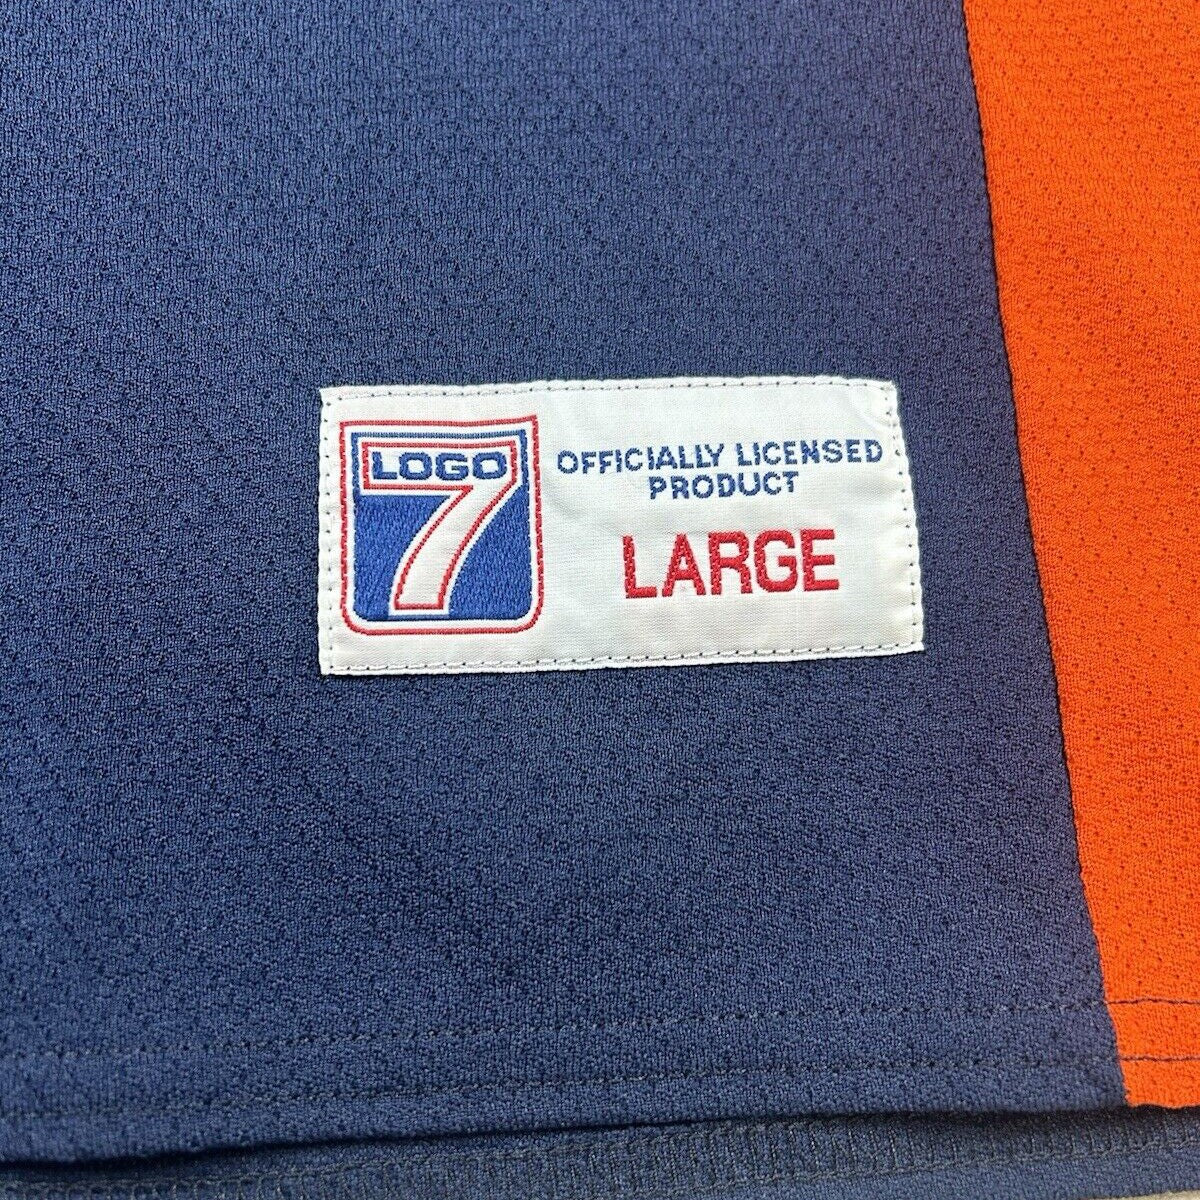 LOGO
7
OFFICIALLY LICENSED
PRODUCT
LARGE